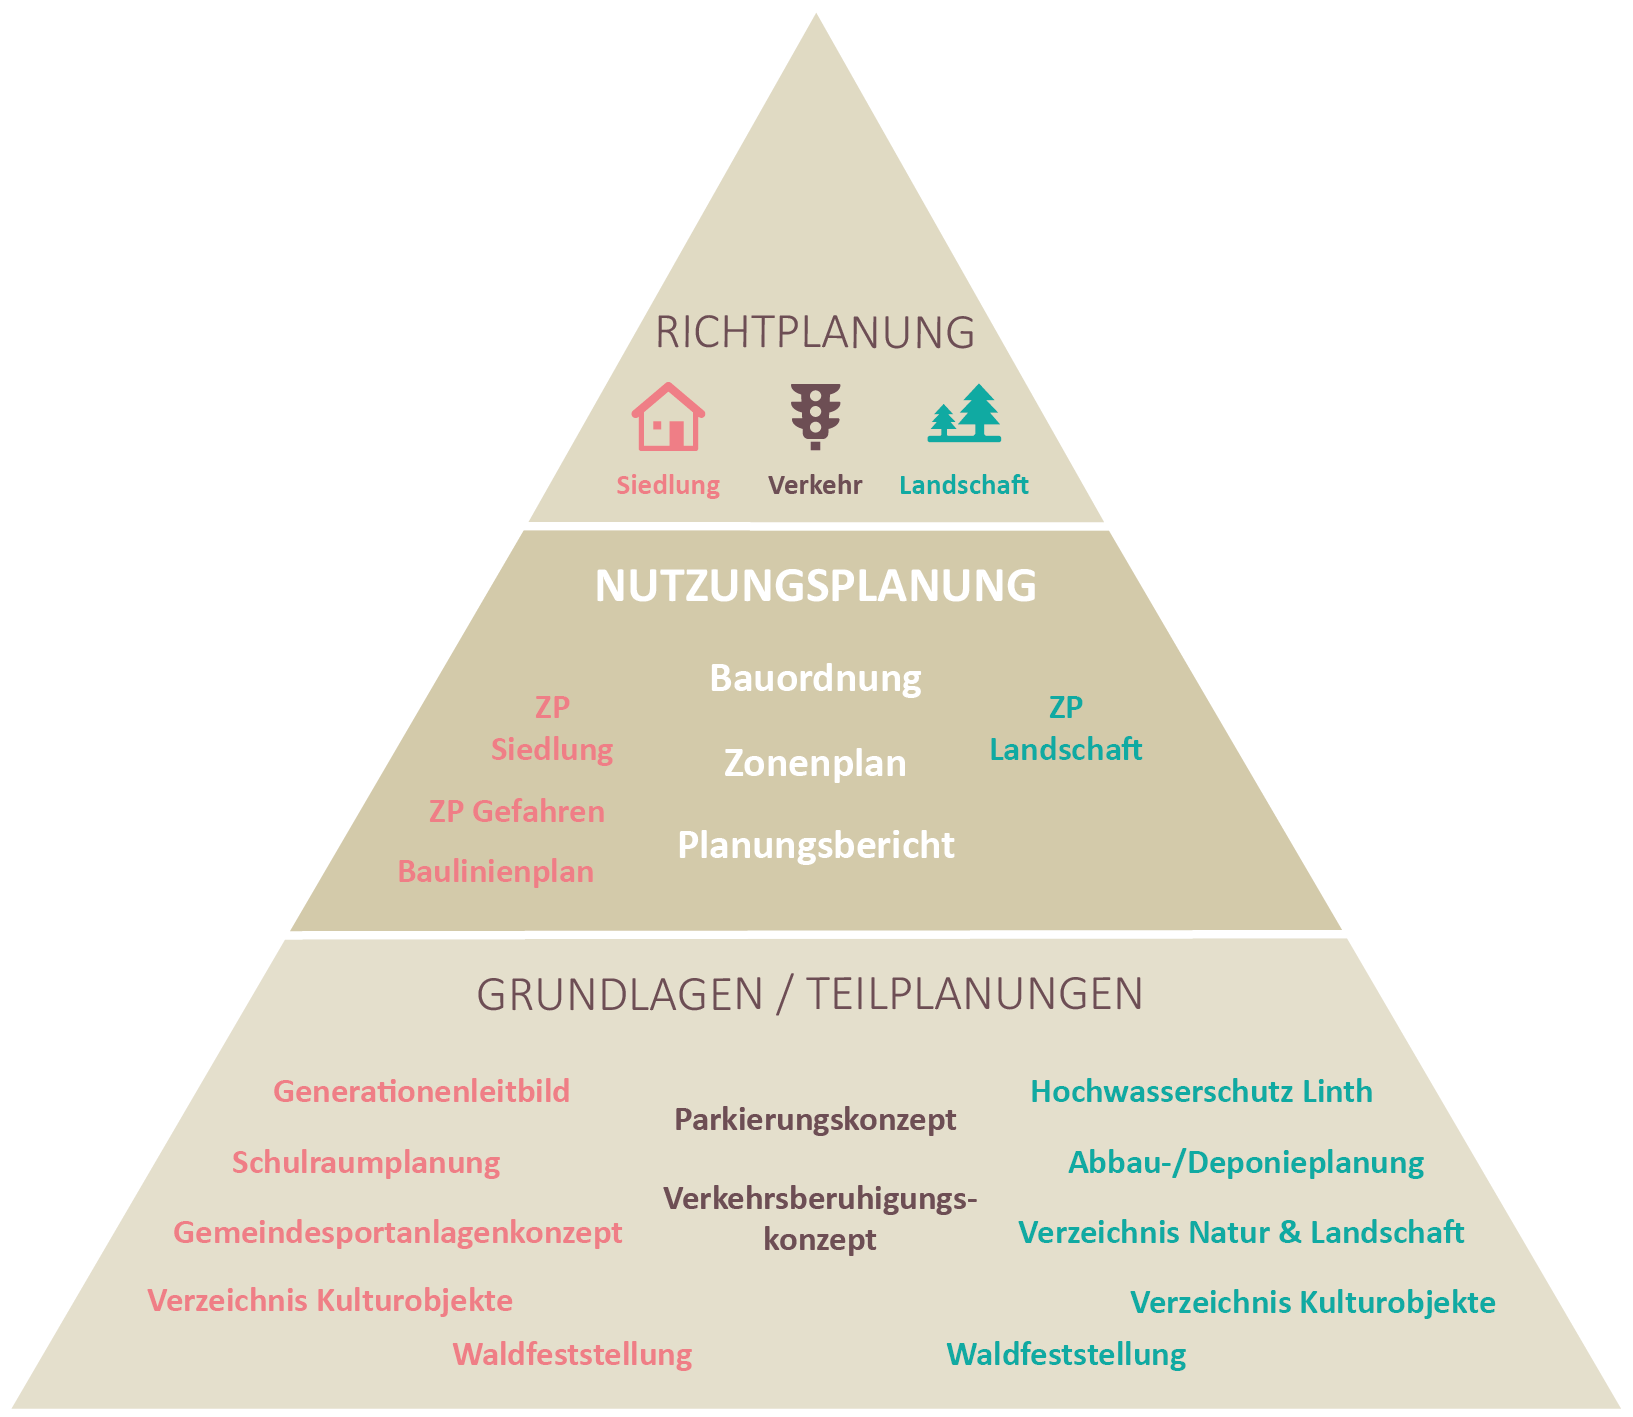 RICHTPLANUNG
Siedlung
Verkehr
Landschaft
NUTZUNGSPLANUNG
Bauordnung
Zonenplan
Planungsbericht
ZP
Siedlung
ZP Gefahren
Baulinienplan
ZP
Landschaft
GRUNDLAGEN / TEILPLANUNGEN
Generationenleitbild
Schulraumplanung
Gemeindesportanlagenkonzept
Verzeichnis Kulturobjekte
Waldfeststellung
Parkierungskonzept
Verkehrsberuhigungs-
konzept
Hochwasserschutz Linth
Abbau-/Deponieplanung
Verzeichnis Natur & Landschaft
Verzeichnis Kulturobjekte
Waldfeststellung